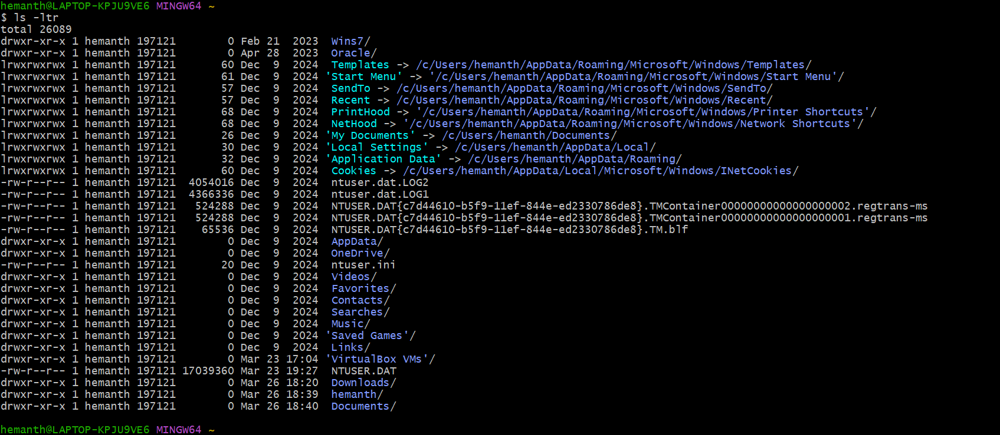 hemanth@LAPTOP-KPJU9VE6 MINGW64 ~
$ ls -ltr
total 26089
drwxr-xr-x 1 hemanth 197121        0 Feb 21  2023  Wins7/
drwxr-xr-x 1 hemanth 197121        0 Apr 28  2023  Oracle/
lrwxrwxrwx 1 hemanth 197121       60 Dec  9  2024  Templates -> /c/Users/hemanth/AppData/Roaming/Microsoft/Windows/Templates/
lrwxrwxrwx 1 hemanth 197121       61 Dec  9  2024 'Start Menu' -> '/c/Users/hemanth/AppData/Roaming/Microsoft/Windows/Start Menu'/
lrwxrwxrwx 1 hemanth 197121       57 Dec  9  2024  SendTo -> /c/Users/hemanth/AppData/Roaming/Microsoft/Windows/SendTo/
lrwxrwxrwx 1 hemanth 197121       57 Dec  9  2024  Recent -> /c/Users/hemanth/AppData/Roaming/Microsoft/Windows/Recent/
lrwxrwxrwx 1 hemanth 197121       68 Dec  9  2024  PrintHood -> '/c/Users/hemanth/AppData/Roaming/Microsoft/Windows/Printer Shortcuts'/
lrwxrwxrwx 1 hemanth 197121       68 Dec  9  2024  NetHood -> '/c/Users/hemanth/AppData/Roaming/Microsoft/Windows/Network Shortcuts'/
lrwxrwxrwx 1 hemanth 197121       26 Dec  9  2024 'My Documents' -> /c/Users/hemanth/Documents/
lrwxrwxrwx 1 hemanth 197121       30 Dec  9  2024 'Local Settings' -> /c/Users/hemanth/AppData/Local/
lrwxrwxrwx 1 hemanth 197121       32 Dec  9  2024 'Application Data' -> /c/Users/hemanth/AppData/Roaming/
lrwxrwxrwx 1 hemanth 197121       60 Dec  9  2024  Cookies -> /c/Users/hemanth/AppData/Local/Microsoft/Windows/INetCookies/
-rw-r--r-- 1 hemanth 197121  4054016 Dec  9  2024  ntuser.dat.LOG2
-rw-r--r-- 1 hemanth 197121  4366336 Dec  9  2024  ntuser.dat.LOG1
-rw-r--r-- 1 hemanth 197121   524288 Dec  9  2024  NTUSER.DAT{c7d44610-b5f9-11ef-844e-ed2330786de8}.TMContainer00000000000000000002.regtrans-ms
-rw-r--r-- 1 hemanth 197121   524288 Dec  9  2024  NTUSER.DAT{c7d44610-b5f9-11ef-844e-ed2330786de8}.TMContainer00000000000000000001.regtrans-ms
-rw-r--r-- 1 hemanth 197121    65536 Dec  9  2024  NTUSER.DAT{c7d44610-b5f9-11ef-844e-ed2330786de8}.TM.blf
drwxr-xr-x 1 hemanth 197121        0 Dec  9  2024  AppData/
drwxr-xr-x 1 hemanth 197121        0 Dec  9  2024  OneDrive/
-rw-r--r-- 1 hemanth 197121       20 Dec  9  2024  ntuser.ini
drwxr-xr-x 1 hemanth 197121        0 Dec  9  2024  Videos/
drwxr-xr-x 1 hemanth 197121        0 Dec  9  2024  Favorites/
drwxr-xr-x 1 hemanth 197121        0 Dec  9  2024  Contacts/
drwxr-xr-x 1 hemanth 197121        0 Dec  9  2024  Searches/
drwxr-xr-x 1 hemanth 197121        0 Dec  9  2024  Music/
drwxr-xr-x 1 hemanth 197121        0 Dec  9  2024 'Saved Games'/
drwxr-xr-x 1 hemanth 197121        0 Dec  9  2024  Links/
drwxr-xr-x 1 hemanth 197121        0 Mar 23 17:04 'VirtualBox VMs'/
-rw-r--r-- 1 hemanth 197121 17039360 Mar 23 19:27  NTUSER.DAT
drwxr-xr-x 1 hemanth 197121        0 Mar 26 18:20  Downloads/
drwxr-xr-x 1 hemanth 197121        0 Mar 26 18:39  hemanth/
drwxr-xr-x 1 hemanth 197121        0 Mar 26 18:40  Documents/
hemanth@LAPTOP-KPJU9VE6 MINGW64 ~